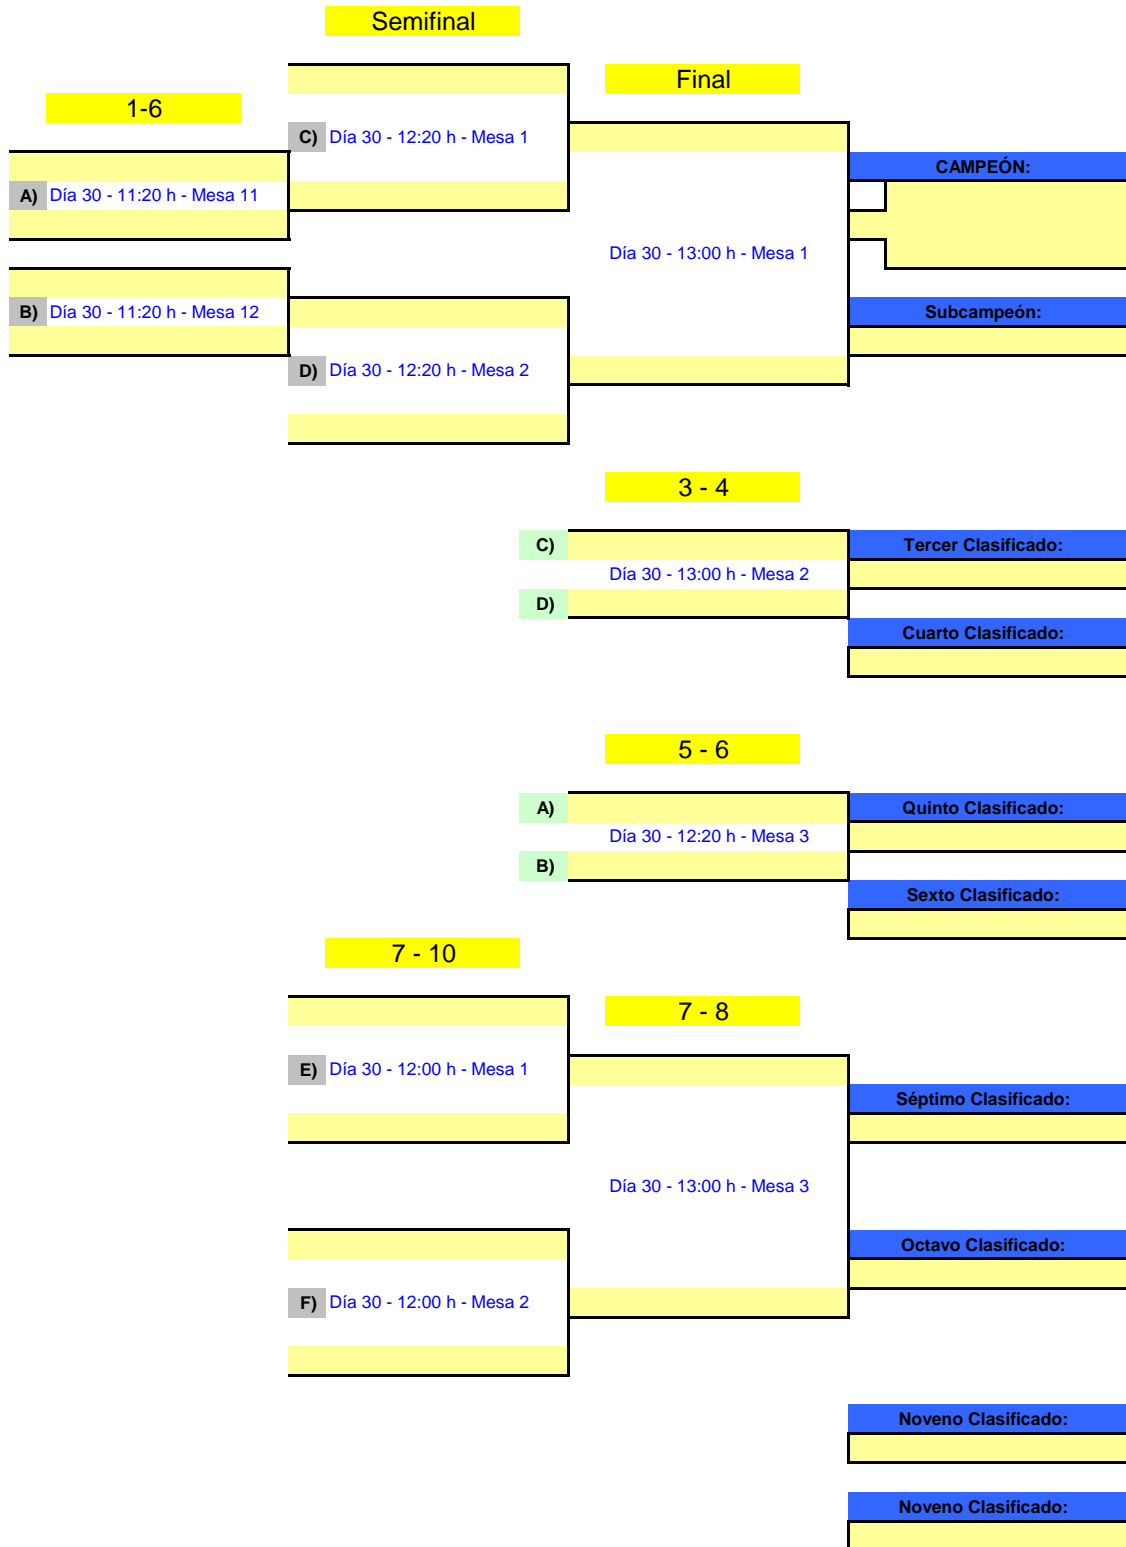 Semifinal
Final
1-6
C) Día 30 - 12:20 h - Mesa 1
CAMPEÓN:
A) Día 30 - 11:20 h - Mesa 11
Día 30 - 13:00 h - Mesa 1
B) Día 30 - 11:20 h - Mesa 12
Subcampeón:
D) Día 30 - 12:20 h - Mesa 2
3 - 4
C)
Tercer Clasificado:
Día 30 - 13:00 h - Mesa 2
D)
Cuarto Clasificado:
5 - 6
A)
Quinto Clasificado:
Día 30 - 12:20 h - Mesa 3
B)
Sexto Clasificado:
7 - 10
7 - 8
E) Día 30 - 12:00 h - Mesa 1
Séptimo Clasificado:
Día 30 - 13:00 h - Mesa 3
Octavo Clasificado:
F) Día 30 - 12:00 h - Mesa 2
Noveno Clasificado:
Noveno Clasificado: